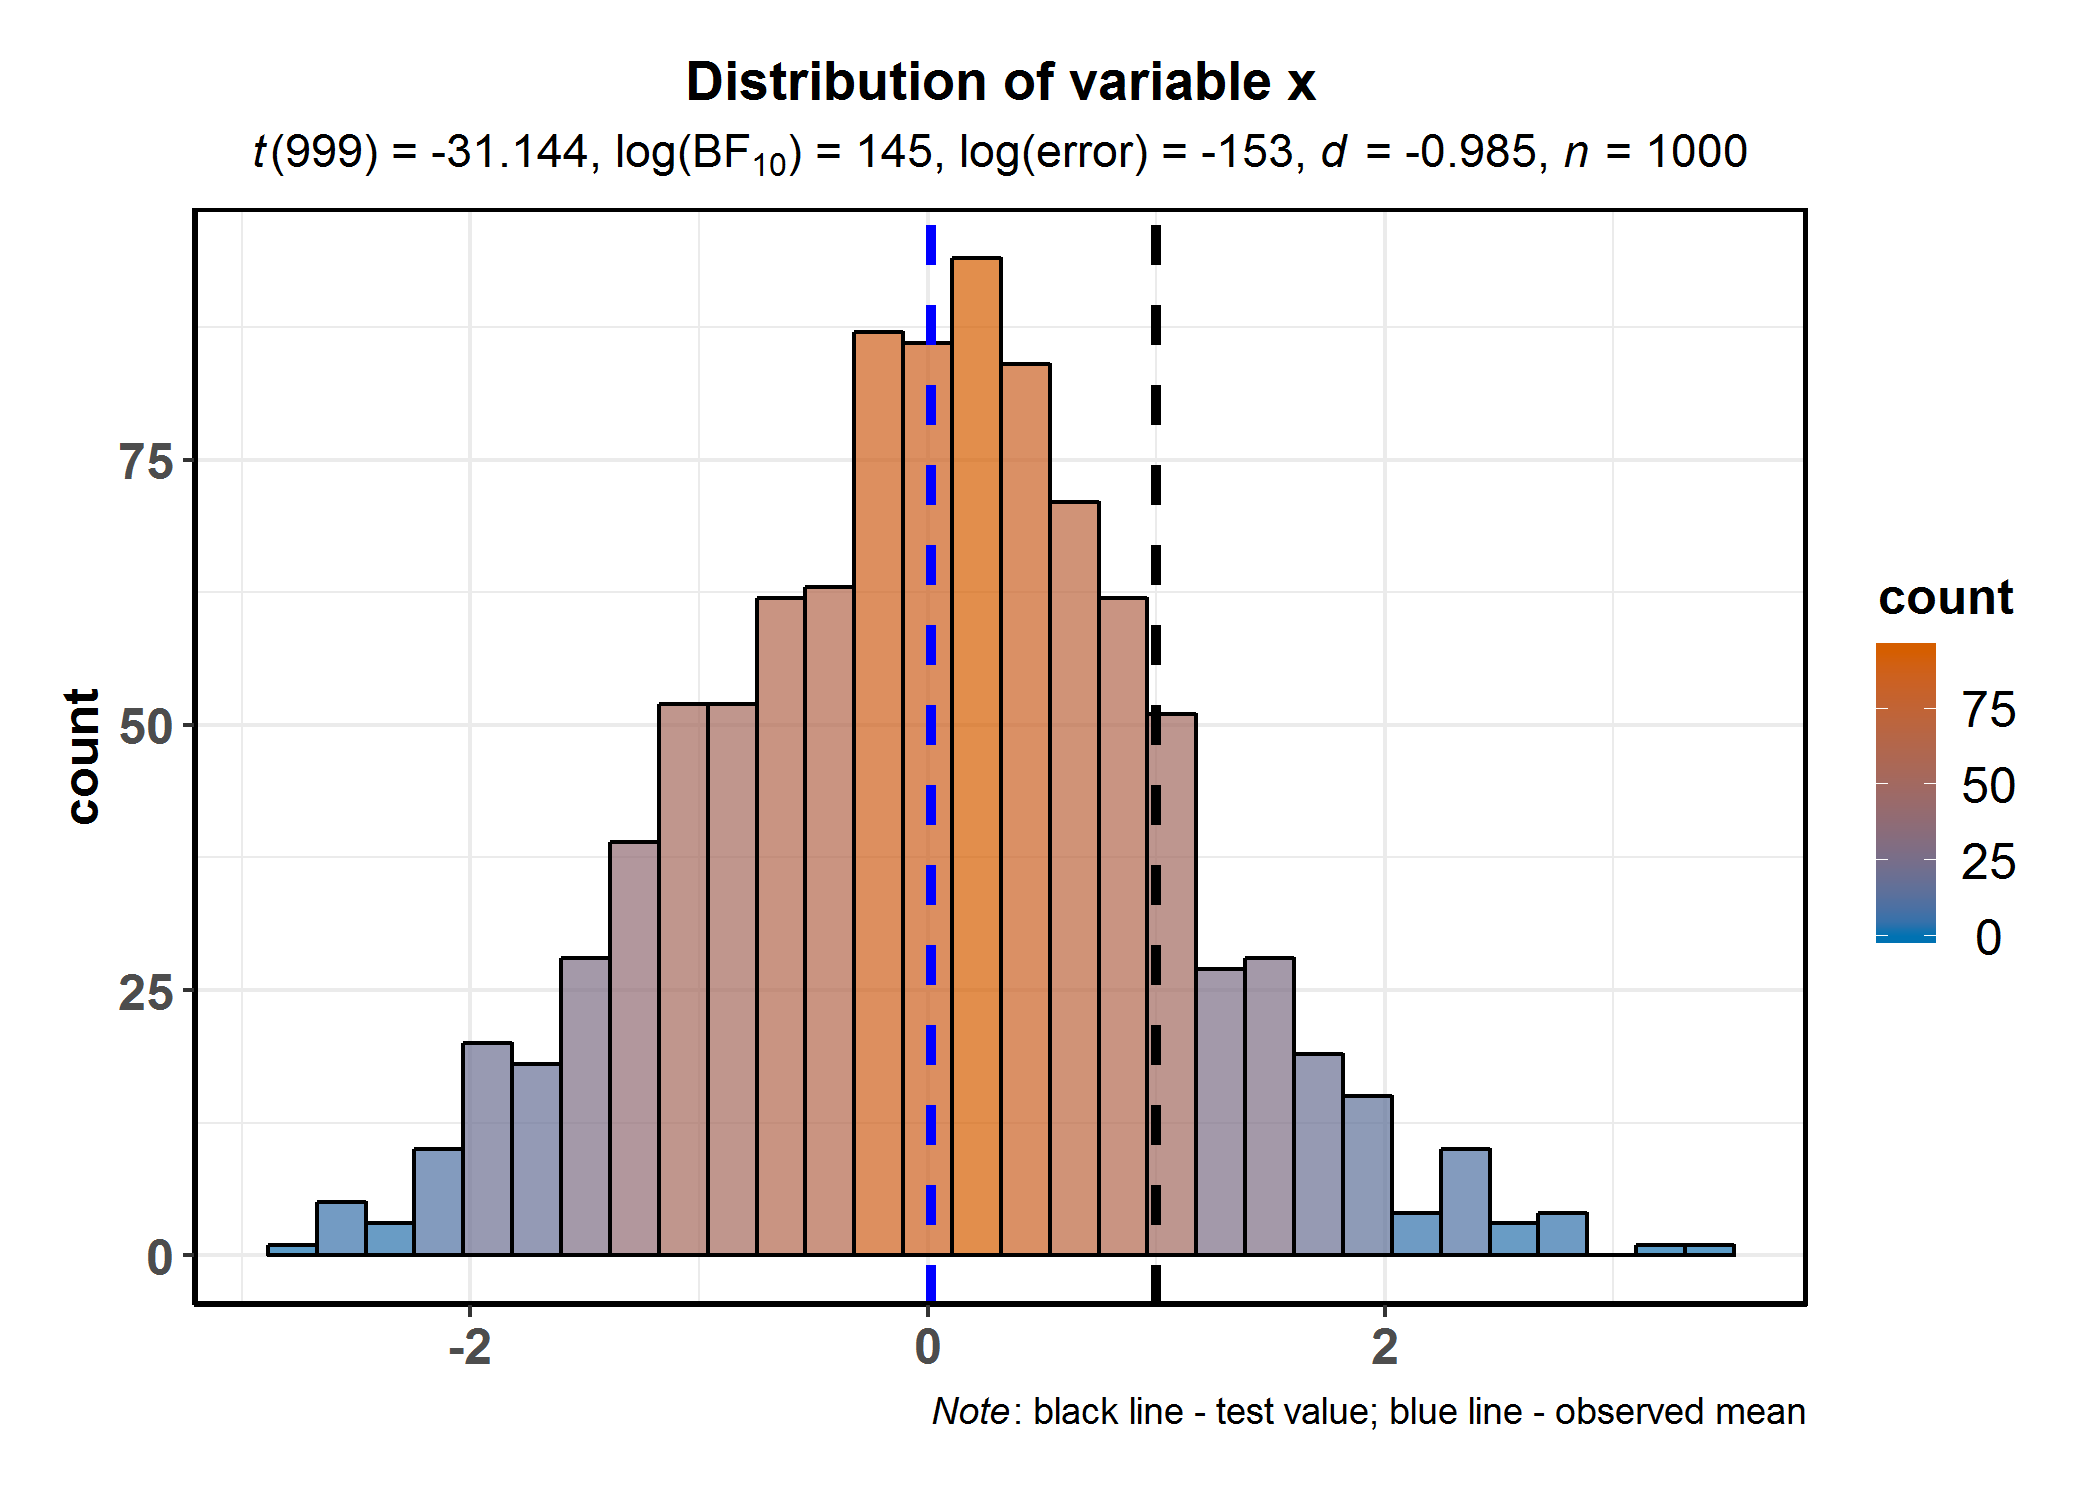 Distribution of variable x
t(999) = -31.144, log(BF₁₀) = 145, log(error) = -153, d = -0.985, n = 1000
count
75
50
25
0
-2 0 2
count
75
50
25
0
Note: black line - test value; blue line - observed mean